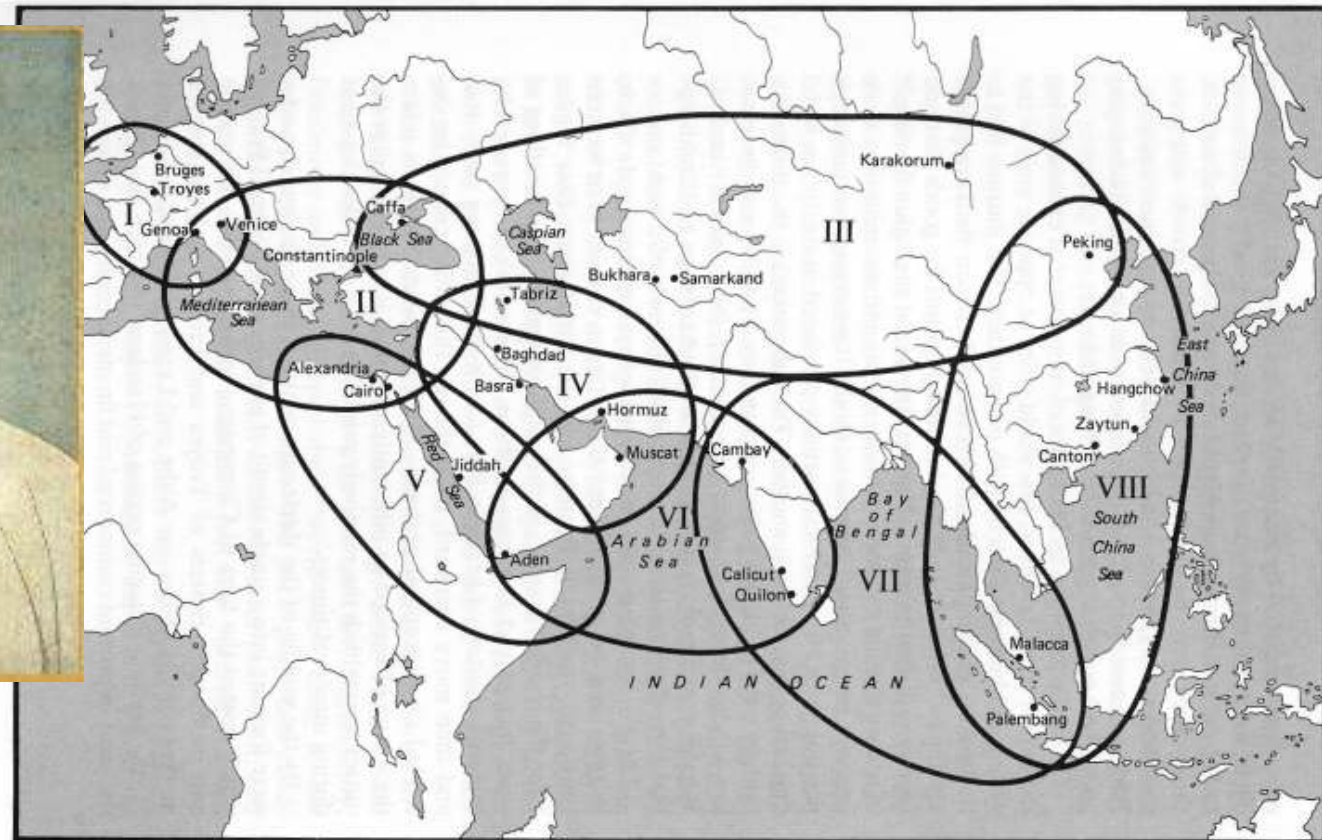 Bruges
Troyes
I
Genoa
Venice
Mediterranean
Sea
Caffa
Black Sea
Constantinople
II
Caspian
Sea
Karakorum
III
Bukhara
Samarkand
Peking
Tabriz
Baghdad
Basra
IV
Hormuz
Muscat
Alexandria
Cairo
Red
Sea
V
Jiddah
Aden
VI
Arabian
Sea
Cambay
Calicut
Quilon
Bay
of
Bengal
VII
East
China
Sea
Hangchow
Zaytun
Cantony
VIII
South
China
Sea
Malacca
Palembang
INDIAN OCEAN